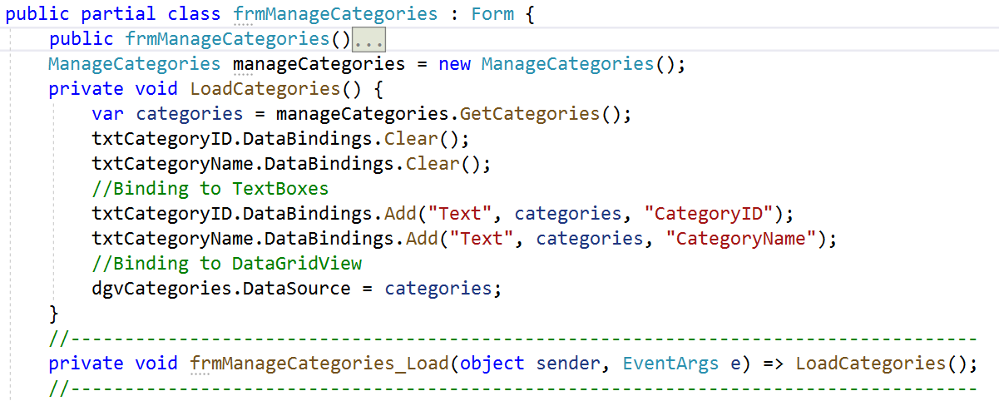 public partial class frmManageCategories : Form {
    public frmManageCategories()...
    ManageCategories manageCategories = new ManageCategories();
    private void LoadCategories() {
        var categories = manageCategories.GetCategories();
        txtCategoryID.DataBindings.Clear();
        txtCategoryName.DataBindings.Clear();
        //Binding to TextBoxes
        txtCategoryID.DataBindings.Add("Text", categories, "CategoryID");
        txtCategoryName.DataBindings.Add("Text", categories, "CategoryName");
        //Binding to DataGridView
        dgvCategories.DataSource = categories;
    }
    //------------------------------------------------------------------------------------
    private void frmManageCategories_Load(object sender, EventArgs e) => LoadCategories();
    //------------------------------------------------------------------------------------